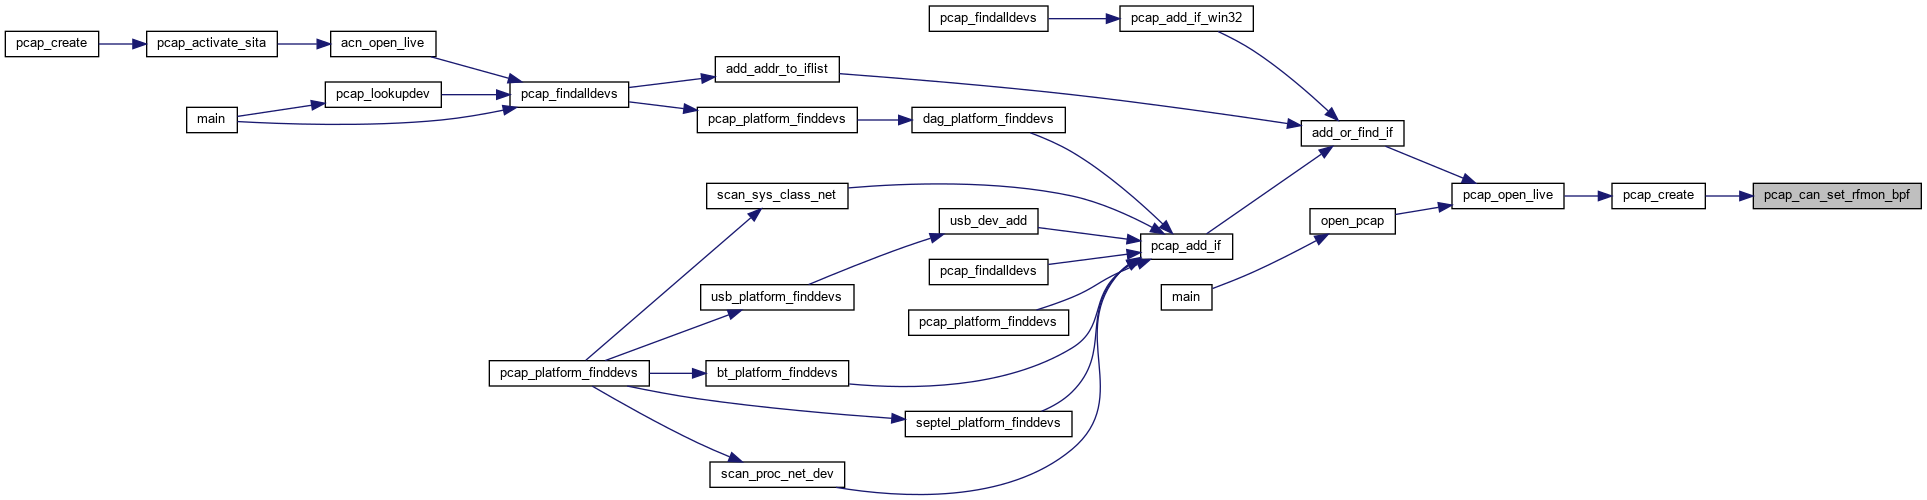 pcap_findalldevs
pcap_add_if_win32
pcap_create
pcap_activate_sita
acn_open_live
add_addr_to_iflist
pcap_lookupdev
pcap_findalldevs
main
pcap_platform_finddevs
dag_platform_finddevs
add_or_find_if
scan_sys_class_net
pcap_open_live
pcap_create
pcap_can_set_rfmon_bpf
usb_dev_add
open_pcap
pcap_add_if
pcap_findalldevs
usb_platform_finddevs
main
pcap_platform_finddevs
pcap_platform_finddevs
bt_platform_finddevs
septel_platform_finddevs
scan_proc_net_dev